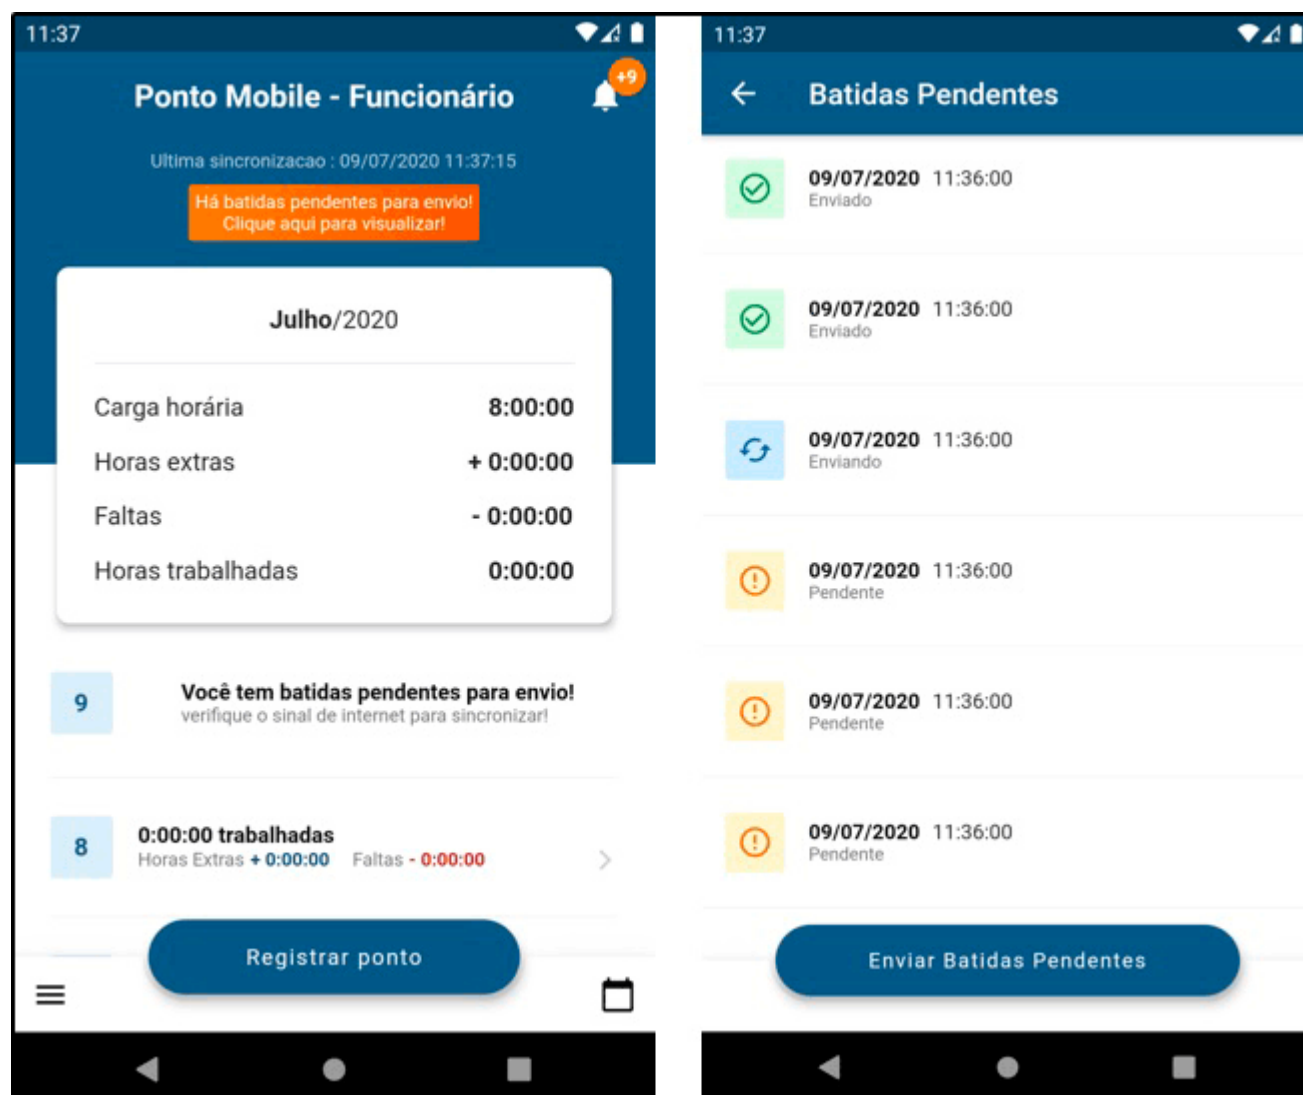 11:37
Ponto Mobile - Funcionário
+9
Ultima sincronizacao : 09/07/2020 11:37:15
Há batidas pendentes para envio!
Clique aqui para visualizar!
Julho/2020
Carga horária 8:00:00
Horas extras + 0:00:00
Faltas - 0:00:00
Horas trabalhadas 0:00:00
9
Você tem batidas pendentes para envio!
verifique o sinal de internet para sincronizar!
8
0:00:00 trabalhadas
Horas Extras + 0:00:00 Faltas - 0:00:00
Registrar ponto
11:37
Batidas Pendentes
09/07/2020 11:36:00
Enviado
09/07/2020 11:36:00
Enviado
09/07/2020 11:36:00
Enviando
09/07/2020 11:36:00
Pendente
09/07/2020 11:36:00
Pendente
09/07/2020 11:36:00
Pendente
Enviar Batidas Pendentes